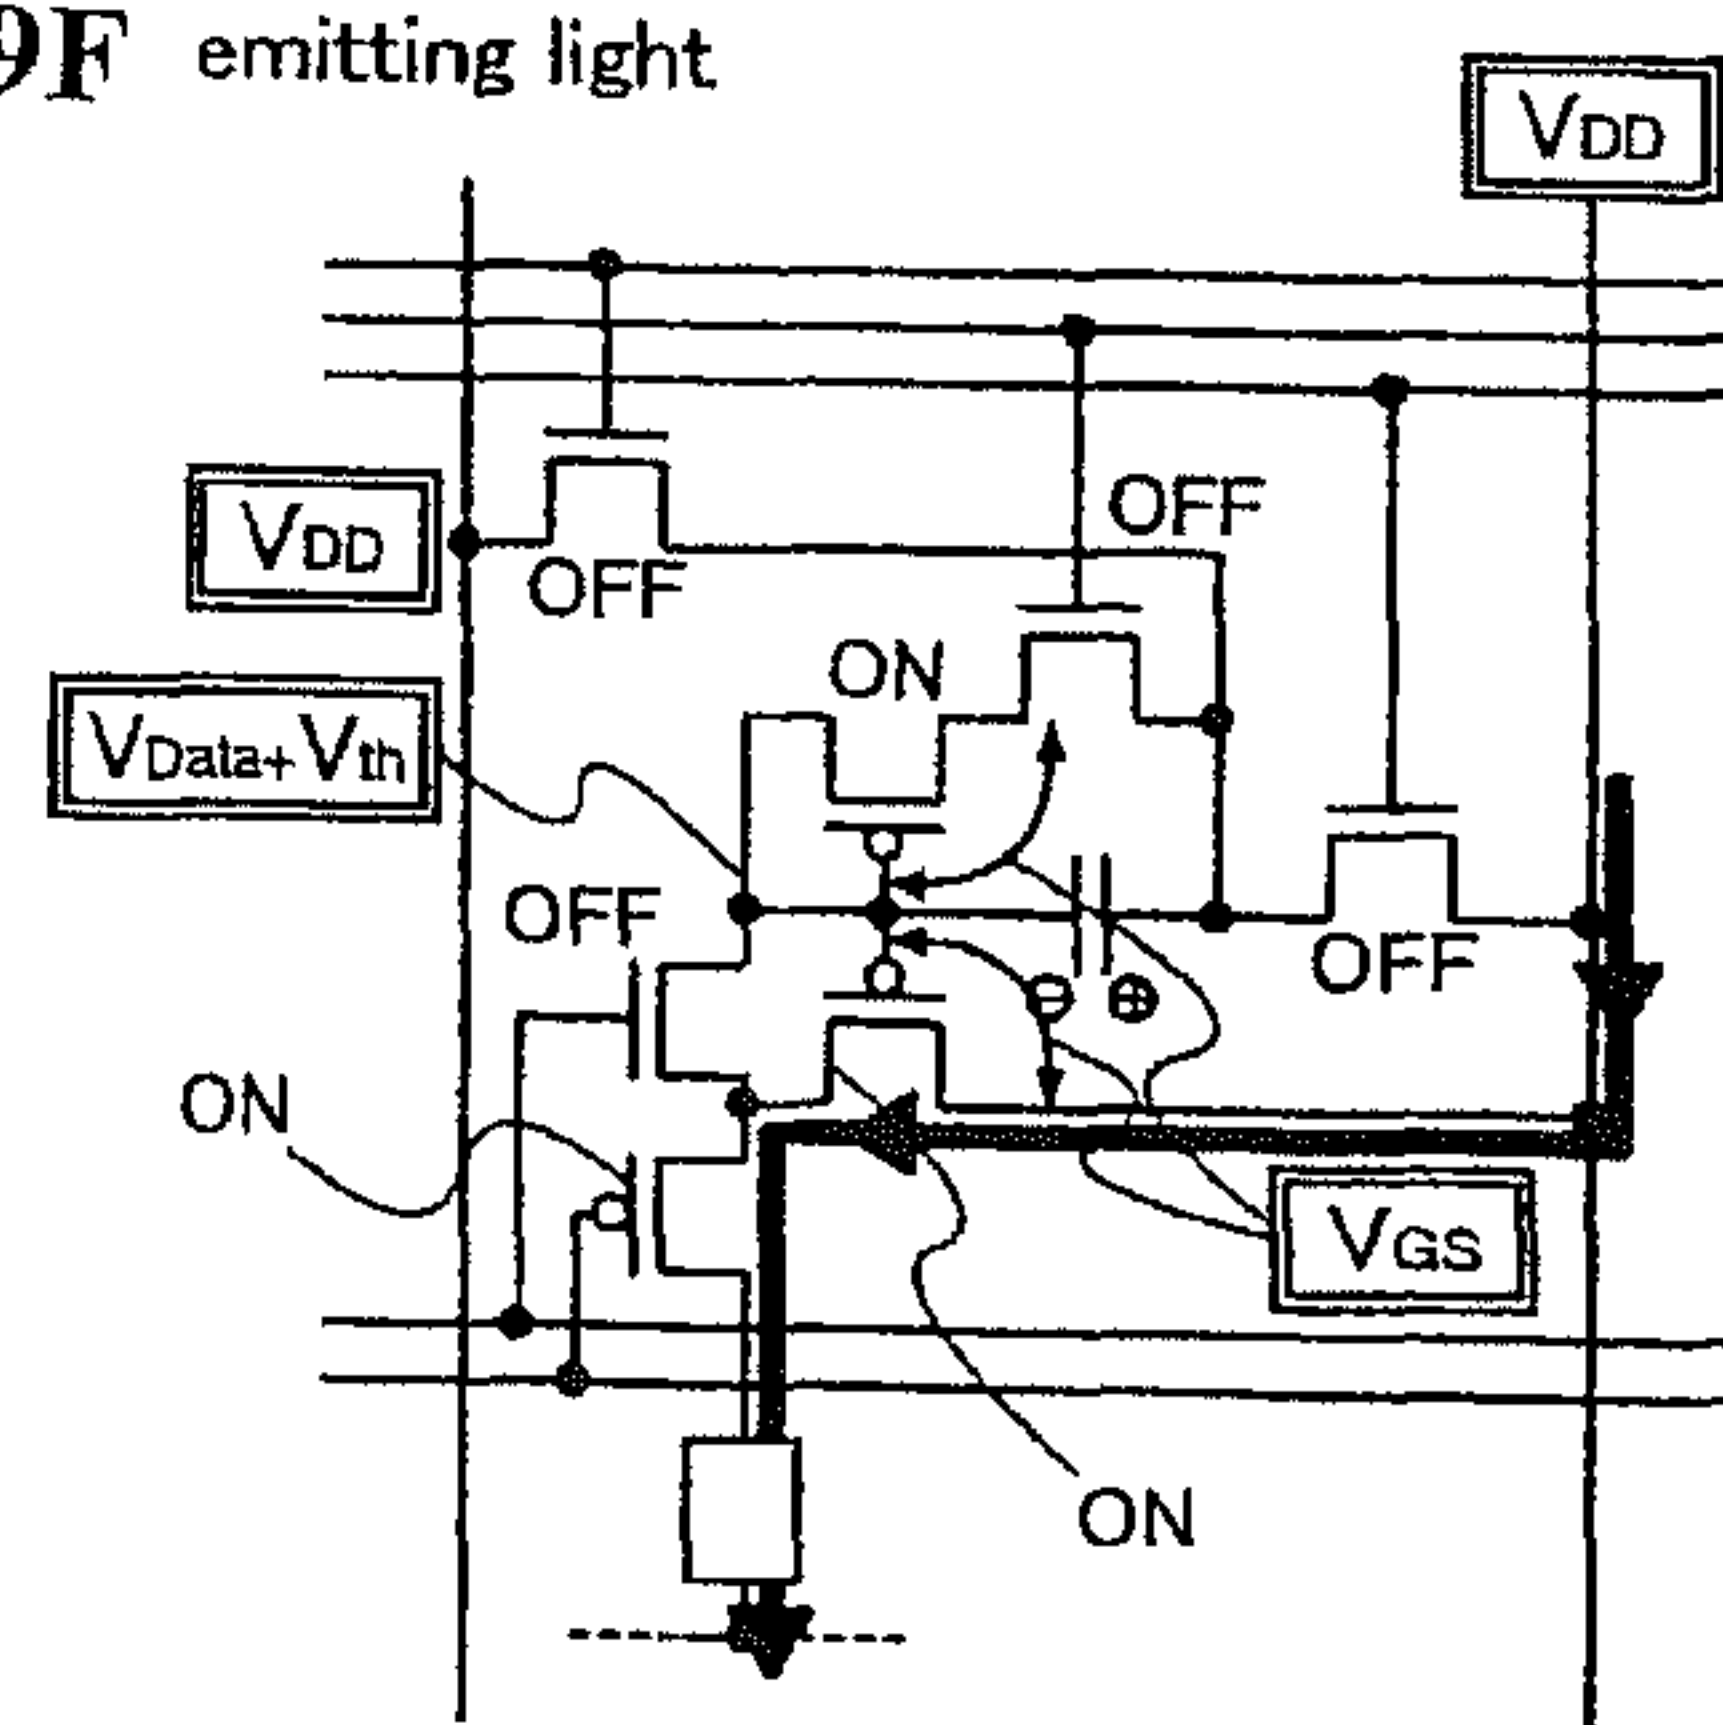 9F emitting light
VDD
VDD
OFF
OFF
ON
VData+Vth
OFF
OFF
⊖ ⊕
ON
VGS
ON